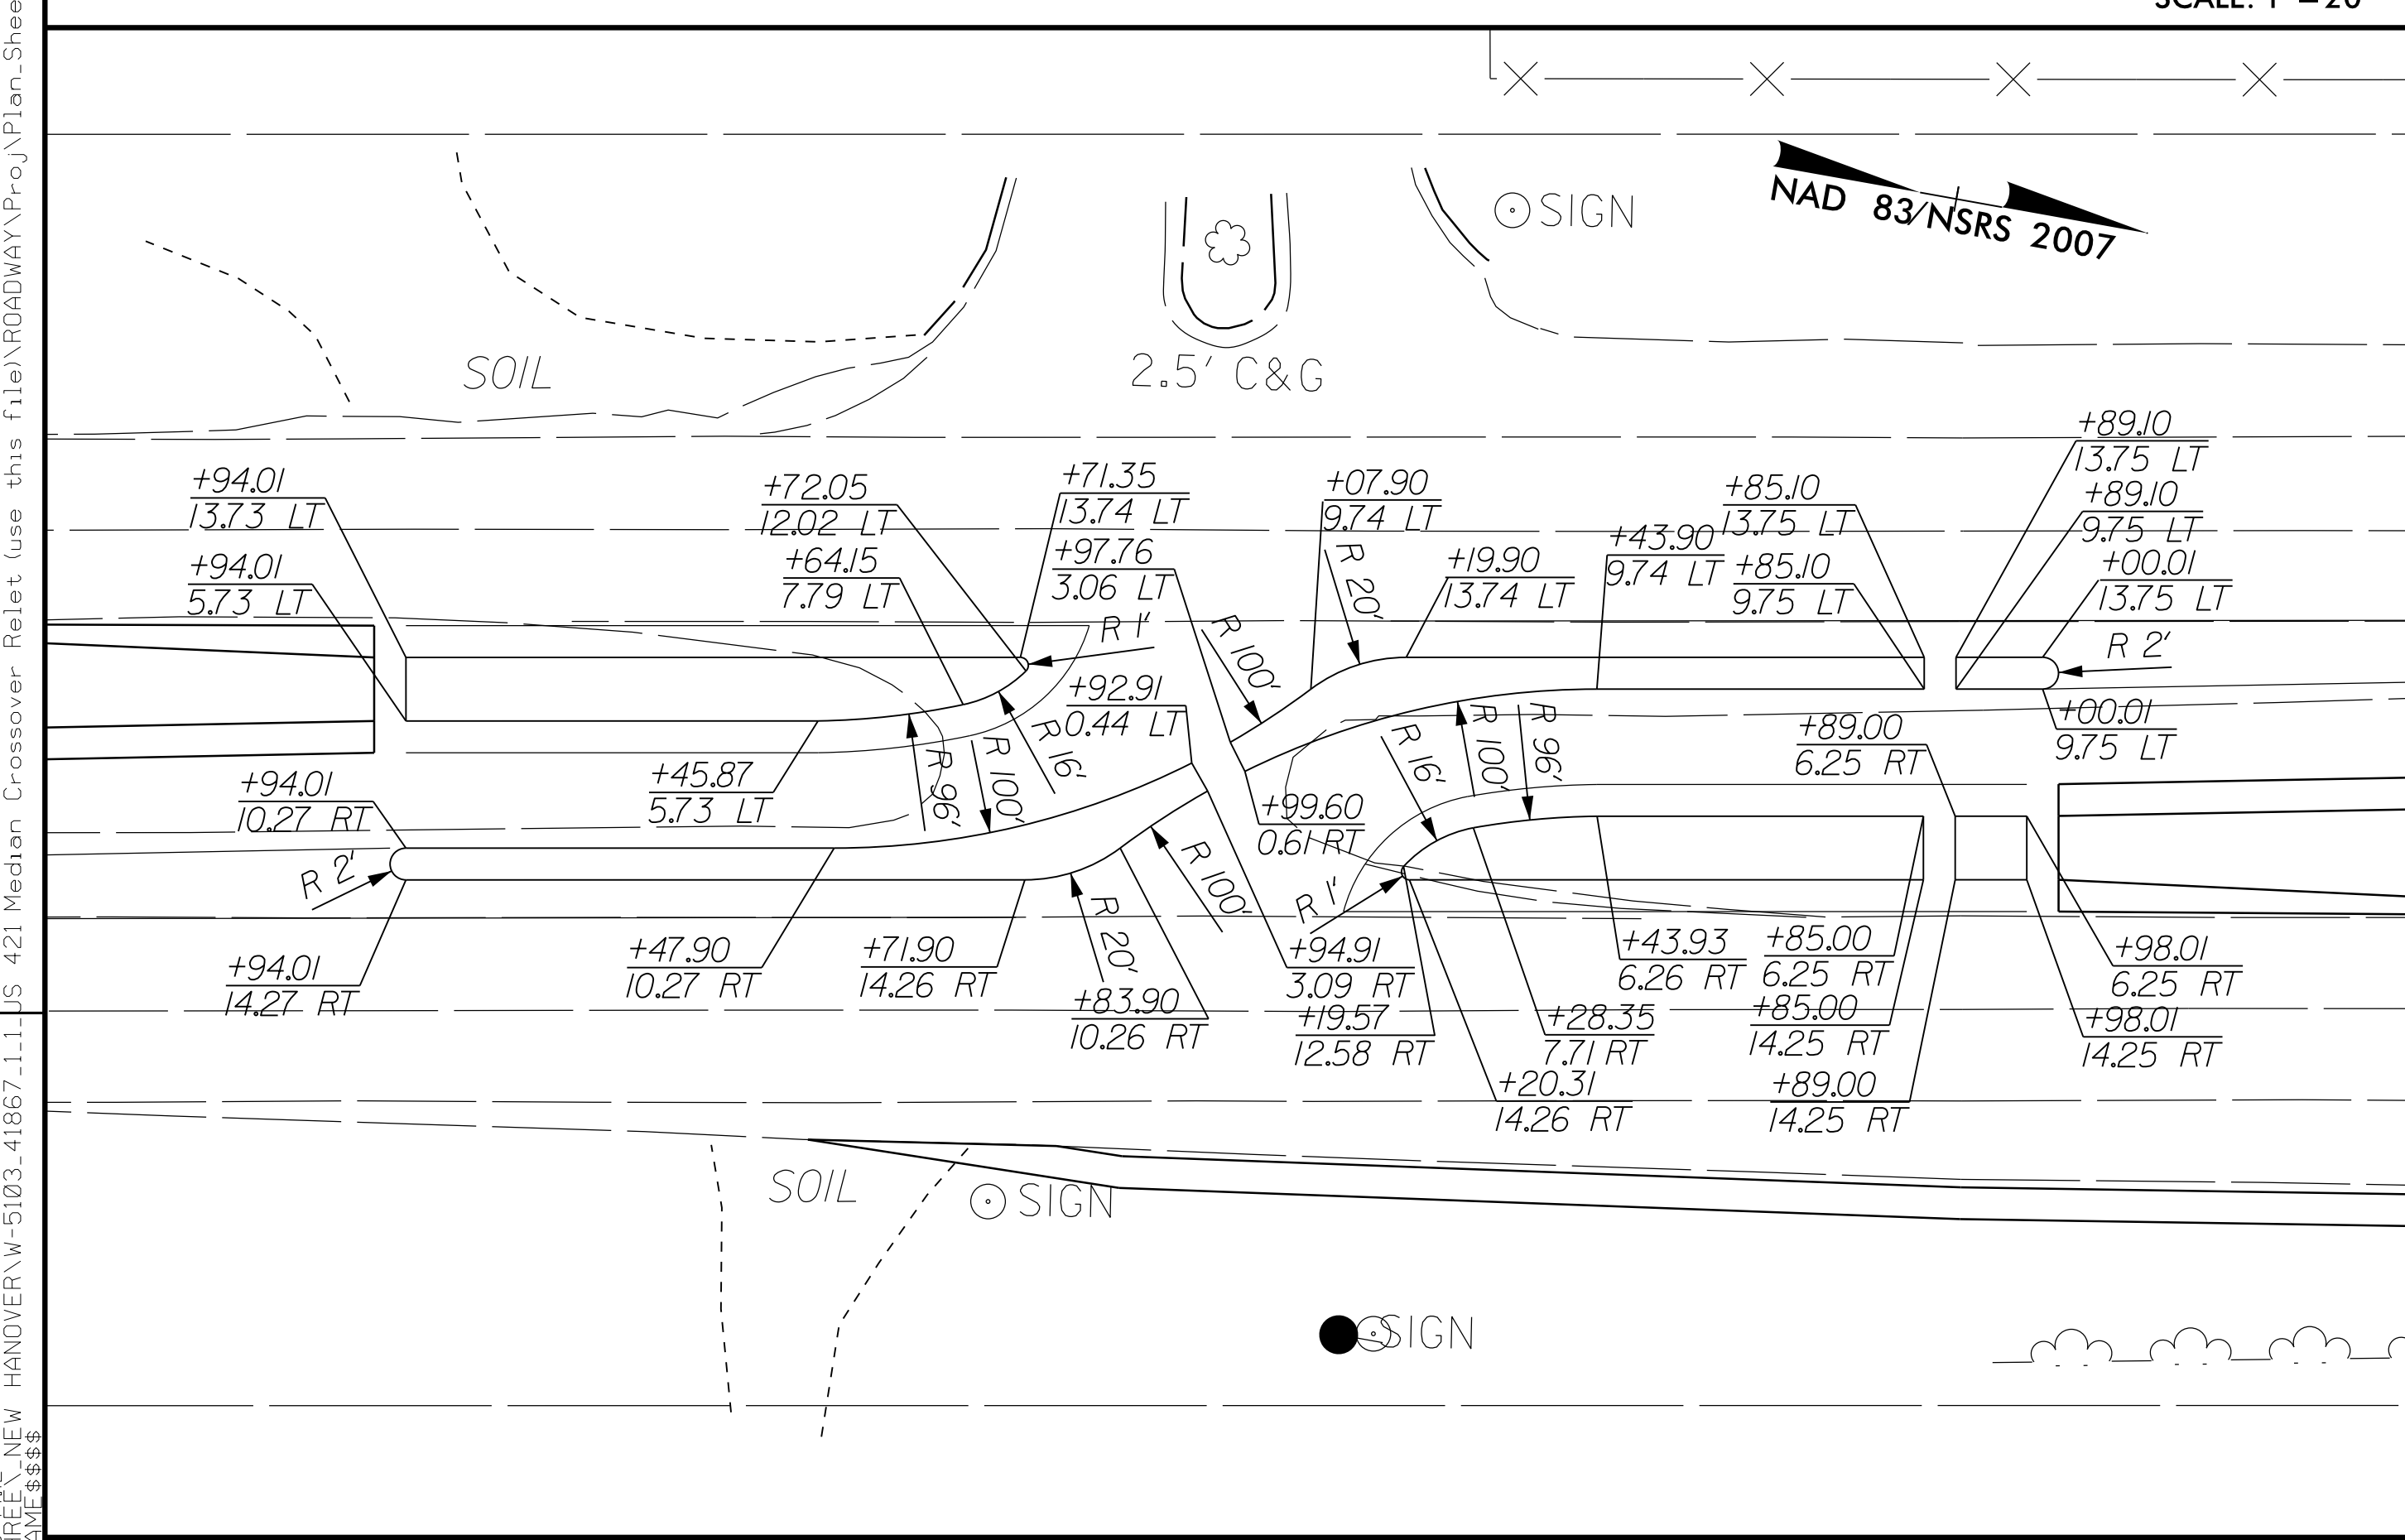 SCALE: 1"=20'
SIGN
NAD 83/NSRS 2007
SOIL
2.5' C&G
+94.01
13.73 LT
+94.01
5.73 LT
+72.05
12.02 LT
+64.15
7.79 LT
+71.35
13.74 LT
+97.76
3.06 LT
R 1'
+07.90
9.74 LT
R 20'
R 100'
+19.90
13.74 LT
+43.90
9.74 LT
+85.10
13.75 LT
+85.10
9.75 LT
+89.10
13.75 LT
+89.10
9.75 LT
+00.01
13.75 LT
R 2'
+00.01
9.75 LT
+92.91
0.44 LT
R 16'
R 100'
R 96'
+45.87
5.73 LT
+94.01
10.27 RT
R 2'
+94.01
14.27 RT
+47.90
10.27 RT
+71.90
14.26 RT
R 20'
+83.90
10.26 RT
R 100'
+99.60
0.61 RT
R 16'
R 100'
R 96'
+89.00
6.25 RT
R 1'
+94.91
3.09 RT
+19.57
12.58 RT
+20.31
14.26 RT
+28.35
7.71 RT
+43.93
6.26 RT
+85.00
6.25 RT
+85.00
14.25 RT
+89.00
14.25 RT
+98.01
6.25 RT
+98.01
14.25 RT
SOIL
SIGN
SIGN
HREE\_NEW HANOVER\W-5103_41867_1_1_US 421 Median Crossover Relet (use this file)\ROADWAY\Proj\Plan_Shee
AME$$$$